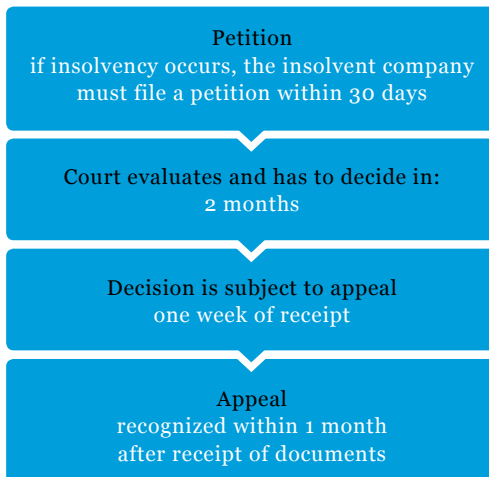 Petition
if insolvency occurs, the insolvent company
must file a petition within 30 days
Court evaluates and has to decide in:
2 months
Decision is subject to appeal
one week of receipt
Appeal
recognized within 1 month
after receipt of documents